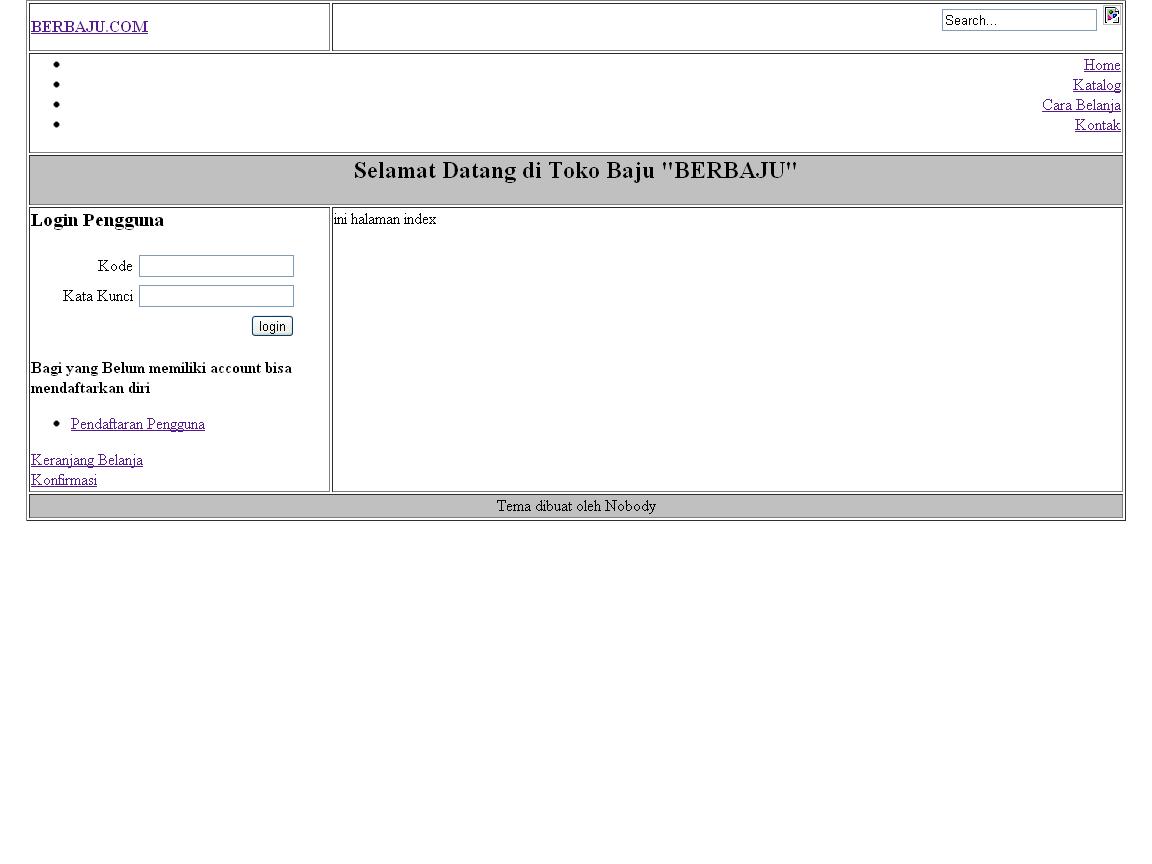 BERBAJU.COM
Search...
Home
Katalog
Cara Belanja
Kontak
Selamat Datang di Toko Baju "BERBAJU"
Login Pengguna
Kode
Kata Kunci
login
Bagi yang Belum memiliki account bisa
mendaftarkan diri
Pendaftaran Pengguna
Keranjang Belanja
Konfirmasi
ini halaman index
Tema dibuat oleh Nobody